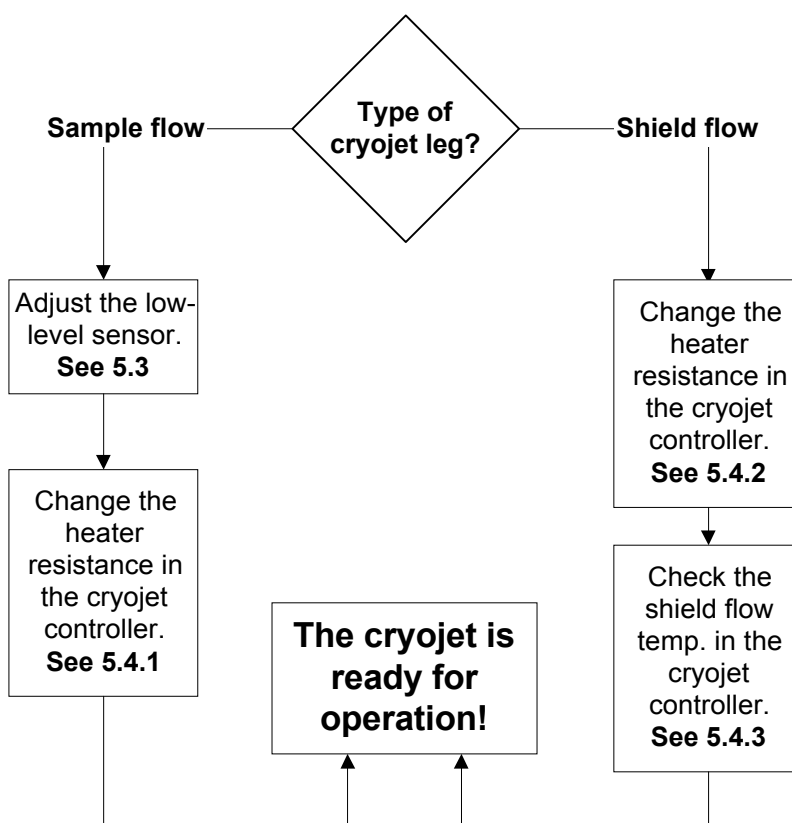 Type of
cryojet leg?
Sample flow
Shield flow
Adjust the low-
level sensor.
See 5.3
Change the
heater
resistance in
the cryojet
controller.
See 5.4.1
Change the
heater
resistance in
the cryojet
controller.
See 5.4.2
Check the
shield flow
temp. in the
cryojet
controller.
See 5.4.3
The cryojet is
ready for
operation!